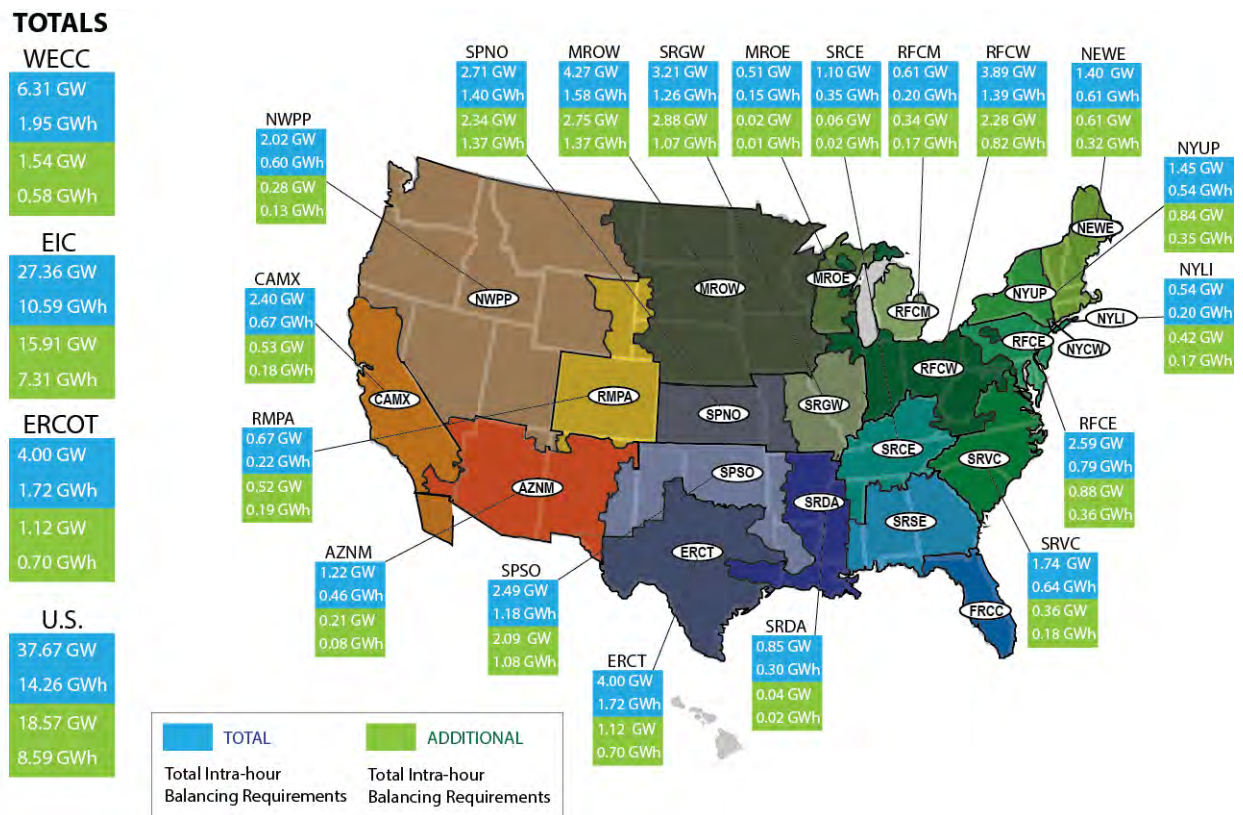 TOTALS
WECC
6.31 GW
1.95 GWh
1.54 GW
0.58 GWh
EIC
27.36 GW
10.59 GWh
15.91 GW
7.31 GWh
ERCOT
4.00 GW
1.72 GWh
1.12 GW
0.70 GWh
U.S.
37.67 GW
14.26 GWh
18.57 GW
8.59 GWh
SPNO
2.71 GW
1.40 GWh
2.34 GW
1.37 GWh
MROW
4.27 GW
1.58 GWh
2.75 GW
1.37 GWh
SRGW
3.21 GW
1.26 GWh
2.88 GW
1.07 GWh
MROE
0.51 GW
0.15 GWh
0.02 GW
0.01 GWh
SRCE
1.10 GW
0.35 GWh
0.06 GW
0.02 GWh
RFCM
0.61 GW
0.20 GWh
0.34 GW
0.17 GWh
RFCW
3.89 GW
1.39 GWh
2.28 GW
0.82 GWh
NEWE
1.40 GW
0.61 GWh
0.61 GW
0.32 GWh
NWPP
2.02 GW
0.60 GWh
0.28 GW
0.13 GWh
NYUP
1.45 GW
0.54 GWh
0.84 GW
0.35 GWh
CAMX
2.40 GW
0.67 GWh
0.53 GW
0.18 GWh
NYLI
0.54 GW
0.20 GWh
0.42 GW
0.17 GWh
RMPA
0.67 GW
0.22 GWh
0.52 GW
0.19 GWh
RFCE
2.59 GW
0.79 GWh
0.88 GW
0.36 GWh
AZNM
1.22 GW
0.46 GWh
0.21 GW
0.08 GWh
SPSO
2.49 GW
1.18 GWh
2.09 GW
1.08 GWh
ERCT
4.00 GW
1.72 GWh
1.12 GW
0.70 GWh
SRDA
0.85 GW
0.30 GWh
0.04 GW
0.02 GWh
SRVC
1.74 GW
0.64 GWh
0.36 GW
0.18 GWh
NEWE
MROE
NWPP
MROW
RFCM
NYUP
NYLI
RFCE
NYCW
RFCW
CAMX
RMPA
SPNO
SRGW
SRCE
SRVC
SPSO
AZNM
SRDA
SRSE
ERCT
FRCC
TOTAL
Total Intra-hour
Balancing Requirements
ADDITIONAL
Total Intra-hour
Balancing Requirements